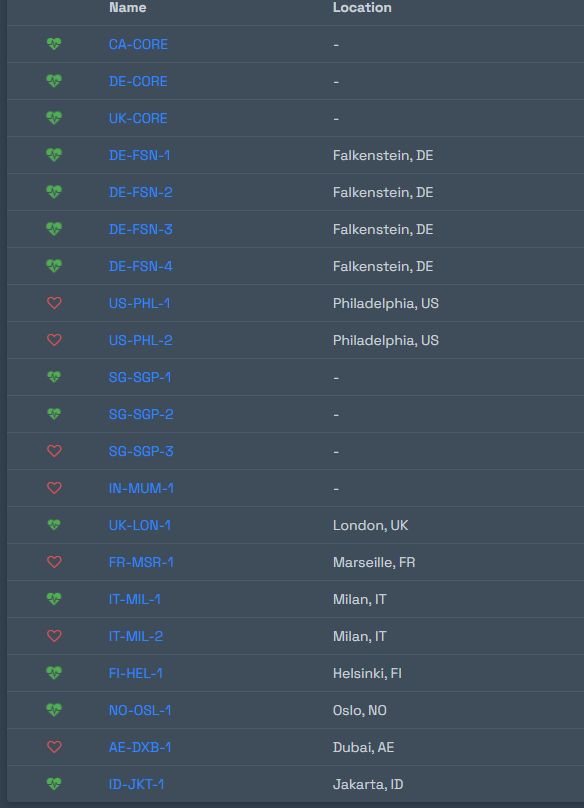 Name Location
CA-CORE -
DE-CORE -
UK-CORE -
DE-FSN-1 Falkenstein, DE
DE-FSN-2 Falkenstein, DE
DE-FSN-3 Falkenstein, DE
DE-FSN-4 Falkenstein, DE
US-PHL-1 Philadelphia, US
US-PHL-2 Philadelphia, US
SG-SGP-1 -
SG-SGP-2 -
SG-SGP-3 -
IN-MUM-1 -
UK-LON-1 London, UK
FR-MSR-1 Marseille, FR
IT-MIL-1 Milan, IT
IT-MIL-2 Milan, IT
FI-HEL-1 Helsinki, FI
NO-OSL-1 Oslo, NO
AE-DXB-1 Dubai, AE
ID-JKT-1 Jakarta, ID